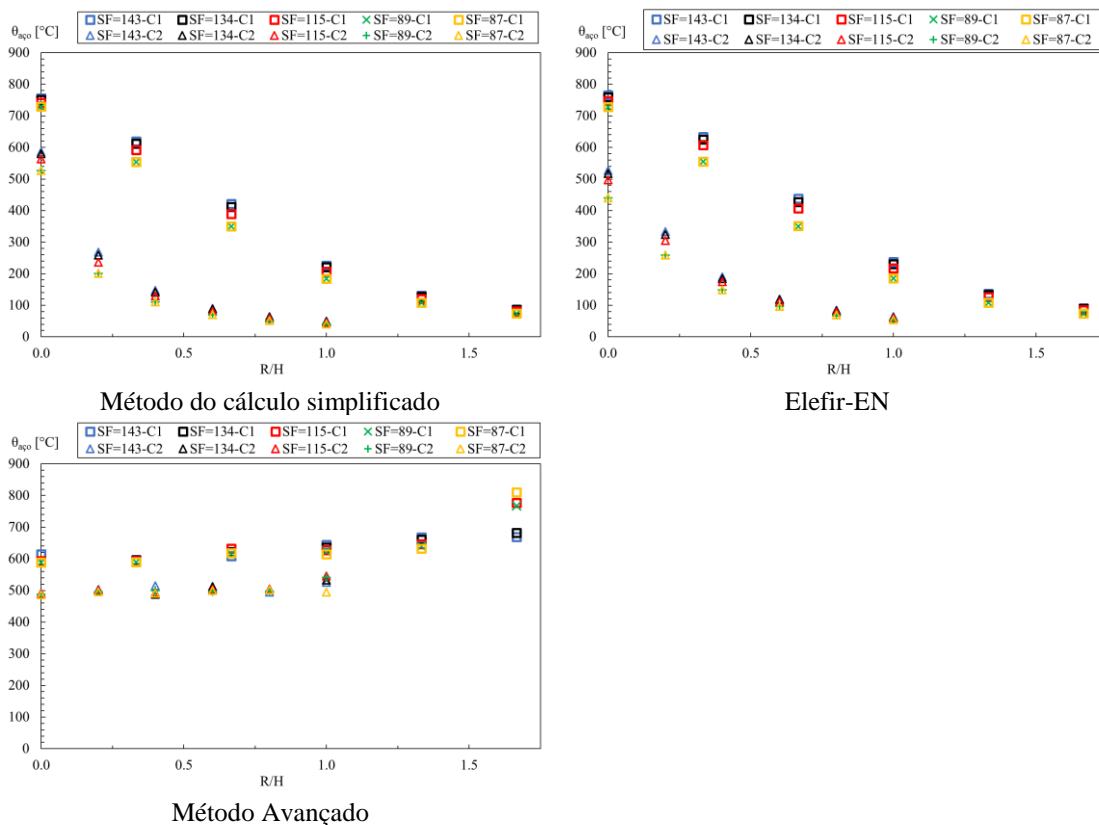 SF=143-C1 SF=134-C1 SF=115-C1 SF=89-C1 SF=87-C1
θaço [°C] SF=143-C2 SF=134-C2 SF=115-C2 SF=89-C2 SF=87-C2
900
800
700
600
500
400
300
200
100
0
0.0 0.5 1.0 1.5
R/H
Método do cálculo simplificado
SF=143-C1 SF=134-C1 SF=115-C1 SF=89-C1 SF=87-C1
θaço [°C] SF=143-C2 SF=134-C2 SF=115-C2 SF=89-C2 SF=87-C2
900
800
700
600
500
400
300
200
100
0
0.0 0.5 1.0 1.5
R/H
Elefir-EN
SF=143-C1 SF=134-C1 SF=115-C1 SF=89-C1 SF=87-C1
θaço [°C] SF=143-C2 SF=134-C2 SF=115-C2 SF=89-C2 SF=87-C2
900
800
700
600
500
400
300
200
100
0
0.0 0.5 1.0 1.5
R/H
Método Avançado